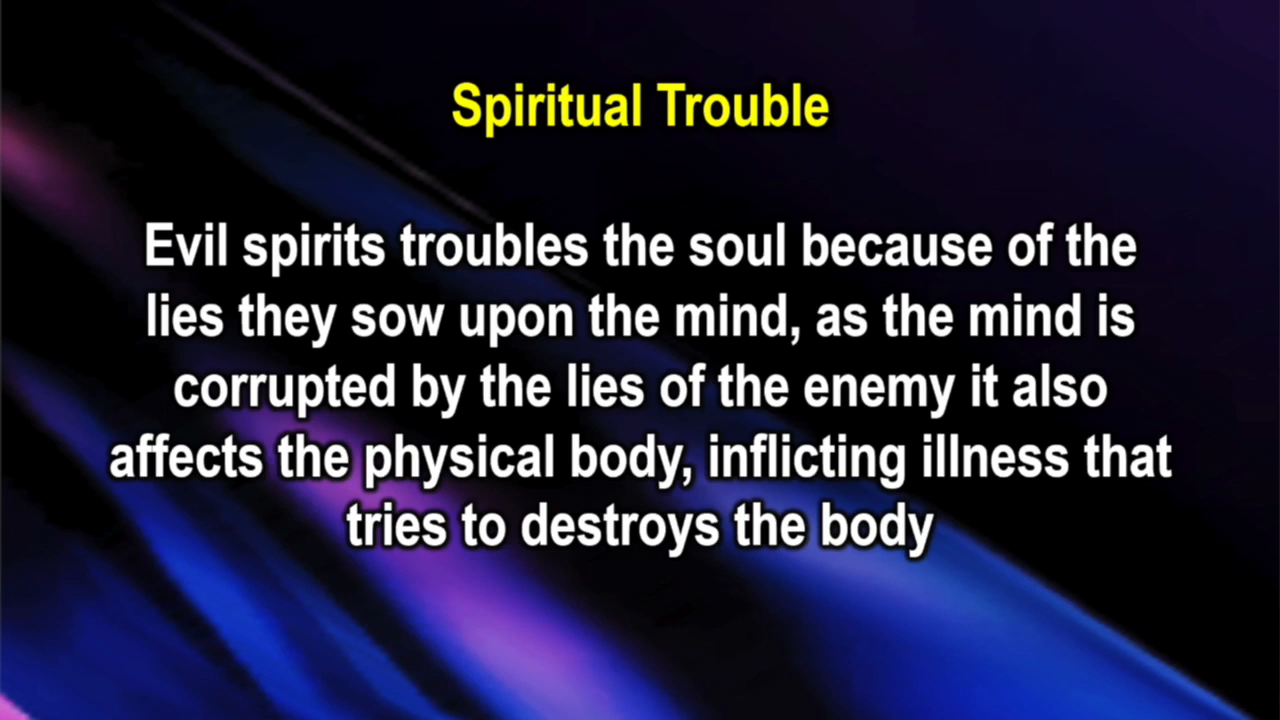 Spiritual Trouble
Evil spirits troubles the soul because of the
lies they sow upon the mind, as the mind is
corrupted by the lies of the enemy it also
affects the physical body, inflicting illness that
tries to destroys the body